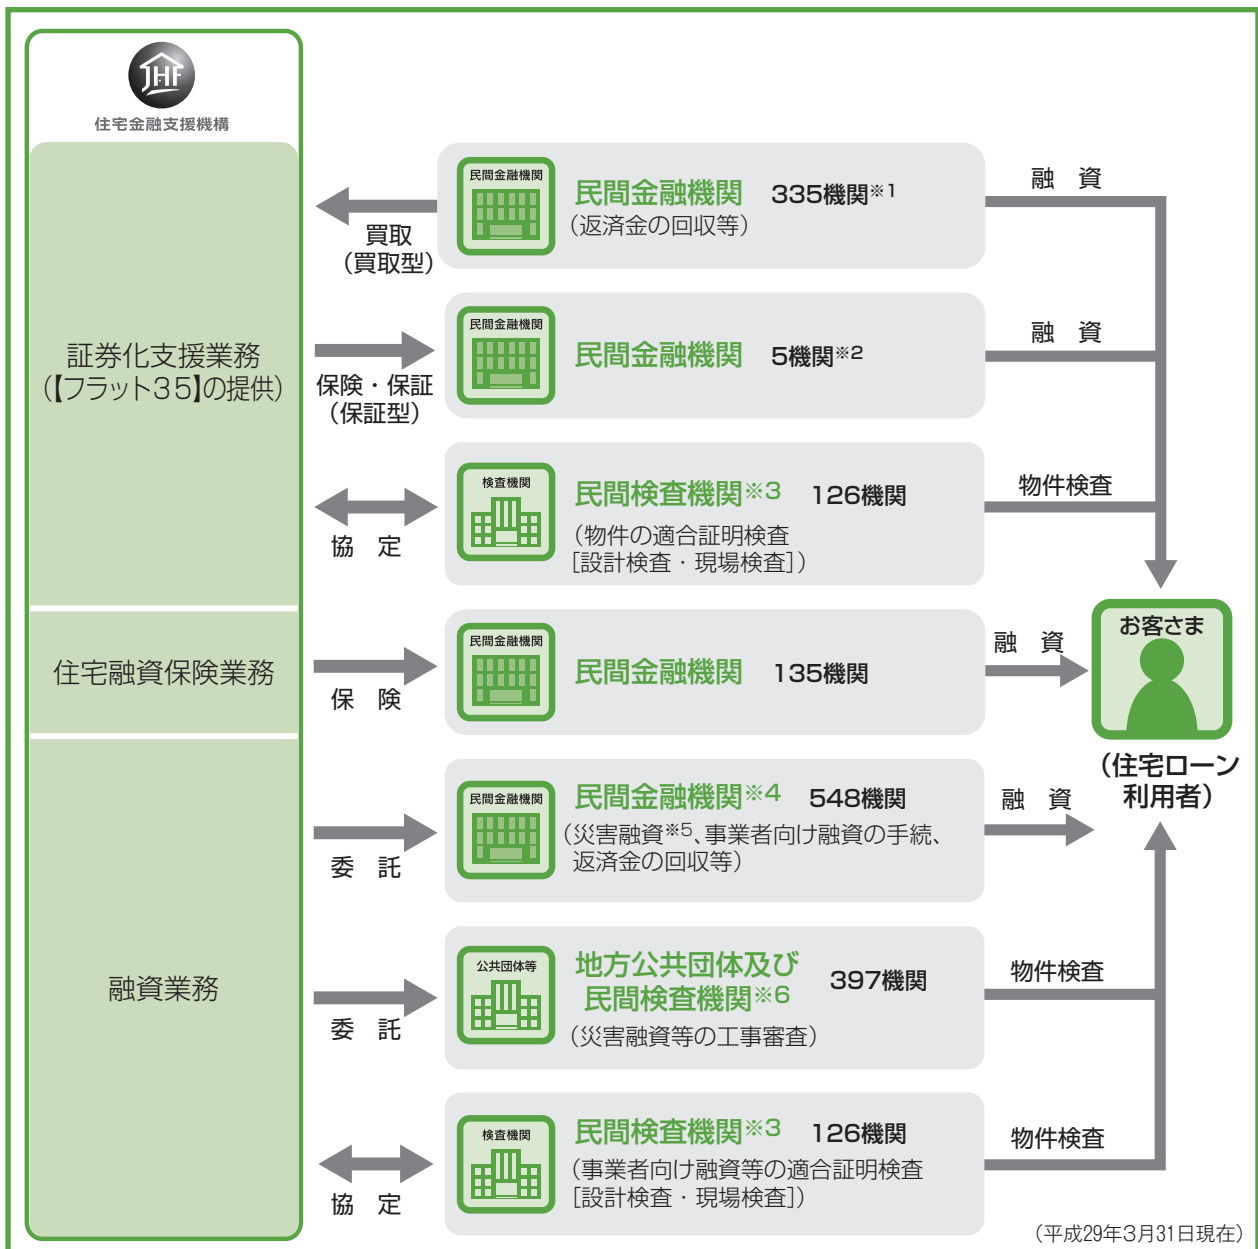 JHF
住宅金融支援機構
証券化支援業務
(【フラット35】の提供)
住宅融資保険業務
融資業務
買取
(買取型)
民間金融機関
民間金融機関 335機関※1
(返済金の回収等)
融 資
保険・保証
(保証型)
民間金融機関
民間金融機関 5機関※2
融 資
協 定
検査機関
民間検査機関※3 126機関
(物件の適合証明検査
[設計検査・現場検査])
物件検査
保 険
民間金融機関
民間金融機関 135機関
融 資
お客さま
(住宅ローン
利用者)
委 託
民間金融機関
民間金融機関※4 548機関
(災害融資※5、事業者向け融資の手続、
返済金の回収等)
融 資
委 託
公共団体等
地方公共団体及び
民間検査機関※6 397機関
(災害融資等の工事審査)
物件検査
協 定
検査機関
民間検査機関※3 126機関
(事業者向け融資等の適合証明検査
[設計検査・現場検査])
物件検査
(平成29年3月31日現在)